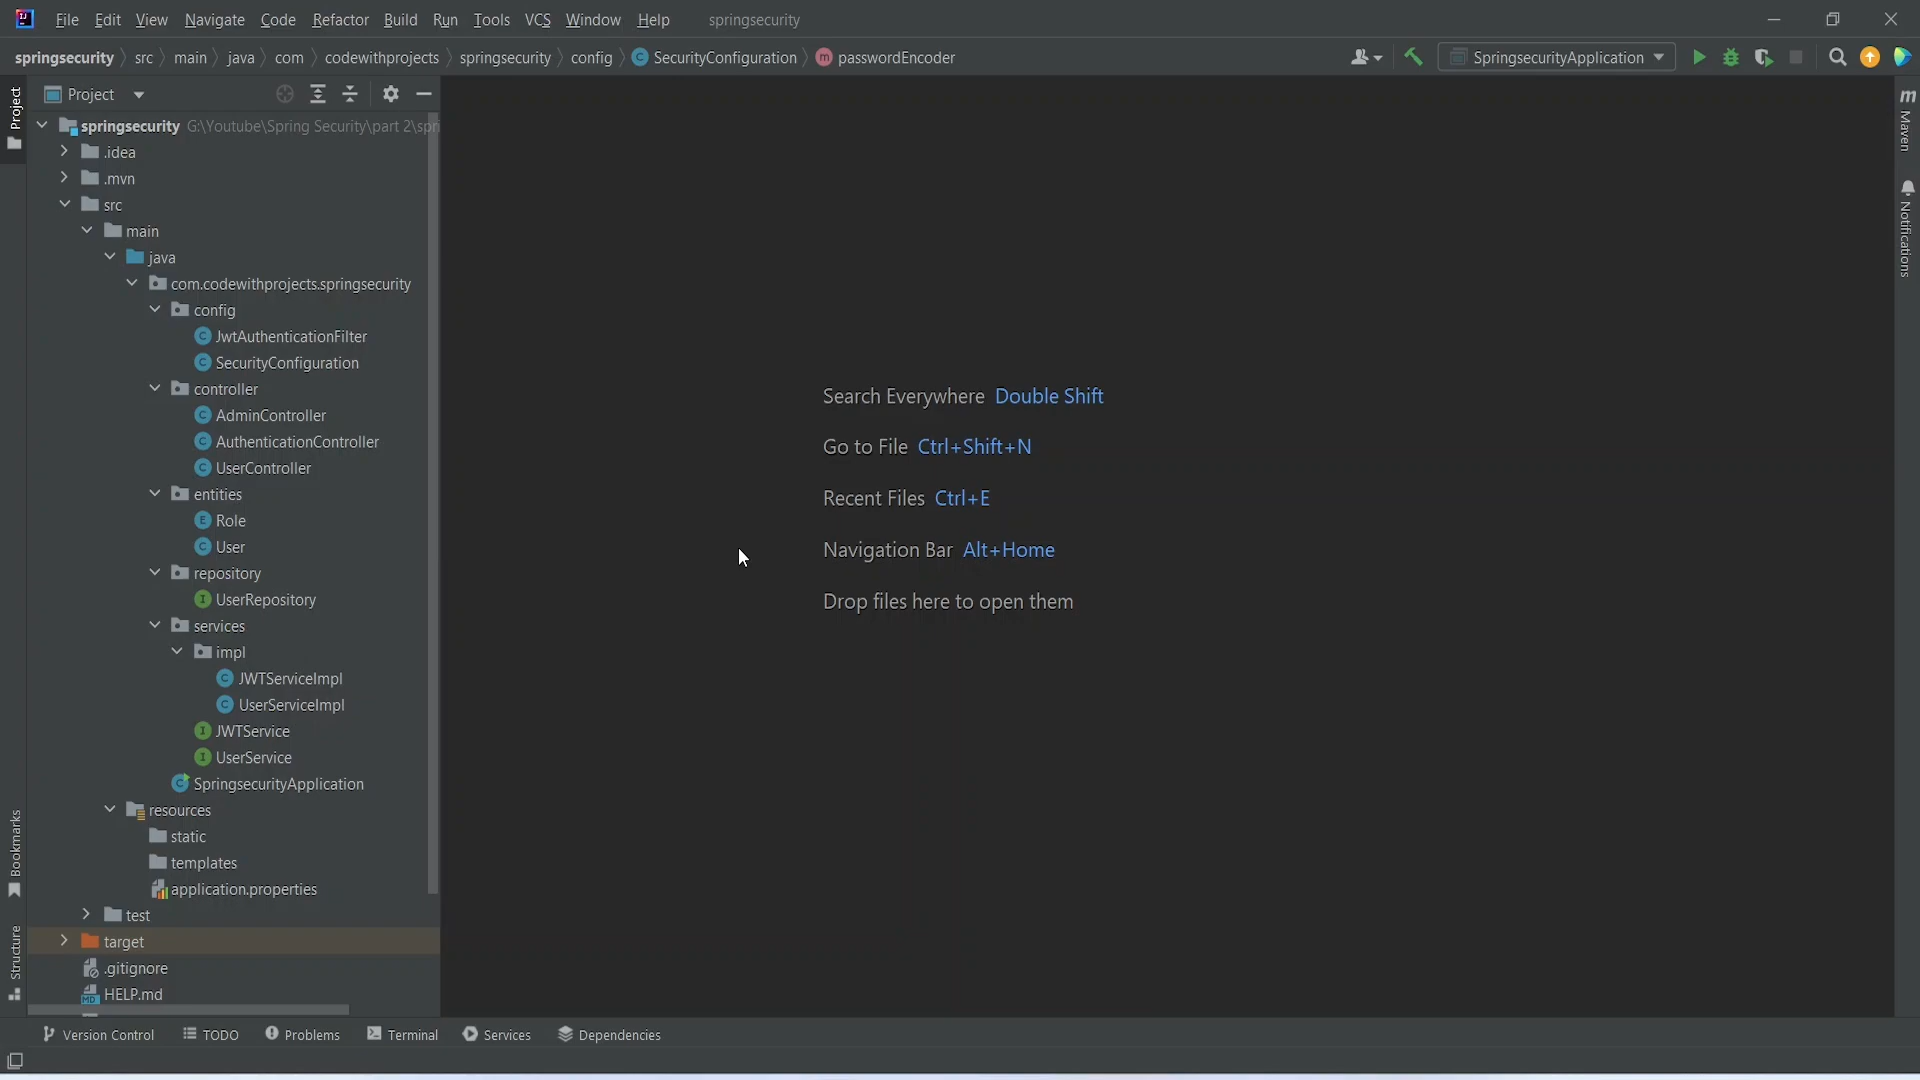 File Edit View Navigate Code Refactor Build Run Tools VCS Window Help springsecurity
springsecurity src main java com codewithprojects springsecurity config SecurityConfiguration passwordEncoder SpringsecurityApplication
Project
Project
springsecurity G:\Youtube\Spring Security\part 2\spri
.idea
.mvn
src
main
java
com.codewithprojects.springsecurity
config
JwtAuthenticationFilter
SecurityConfiguration
controller
AdminController
AuthenticationController
UserController
entities
Role
User
repository
UserRepository
services
impl
JWTServiceImpl
UserServiceImpl
JWTService
UserService
SpringsecurityApplication
resources
static
templates
application.properties
test
target
.gitignore
HELP.md
Bookmarks
Structure
Search Everywhere Double Shift
Go to File Ctrl+Shift+N
Recent Files Ctrl+E
Navigation Bar Alt+Home
Drop files here to open them
Maven
Notifications
Version Control TODO Problems Terminal Services Dependencies